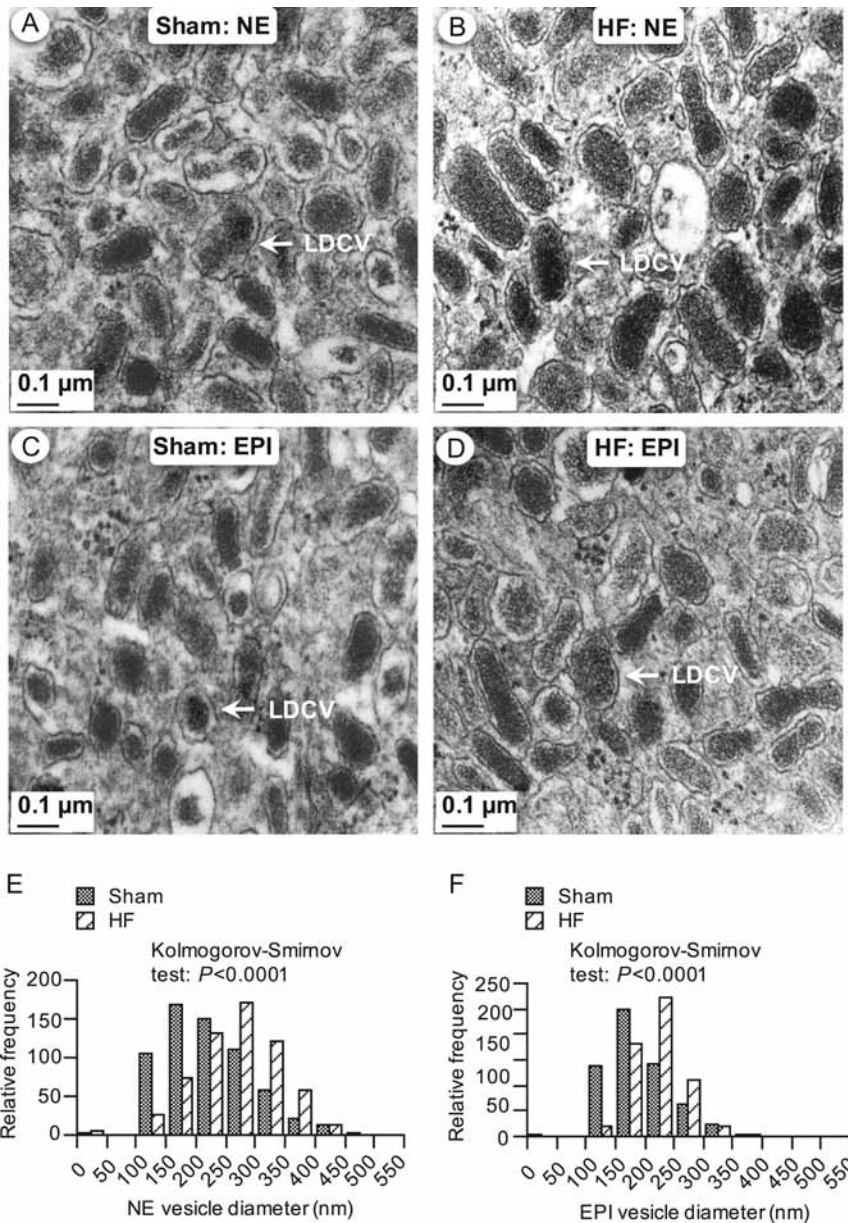 A
Sham: NE
LDCV
0.1 µm
B
HF: NE
LDCV
0.1 µm
C
Sham: EPI
LDCV
0.1 µm
D
HF: EPI
LDCV
0.1 µm
E
Sham
HF
Kolmogorov-Smirnov
test: P<0.0001
Relative frequency
200
150
100
50
0
0 50 100 150 200 250 300 350 400 450 500 550
NE vesicle diameter (nm)
F
Sham
HF
Kolmogorov-Smirnov
test: P<0.0001
Relative frequency
250
200
150
100
50
0
0 50 100 150 200 250 300 350 400 450 500 550
EPI vesicle diameter (nm)